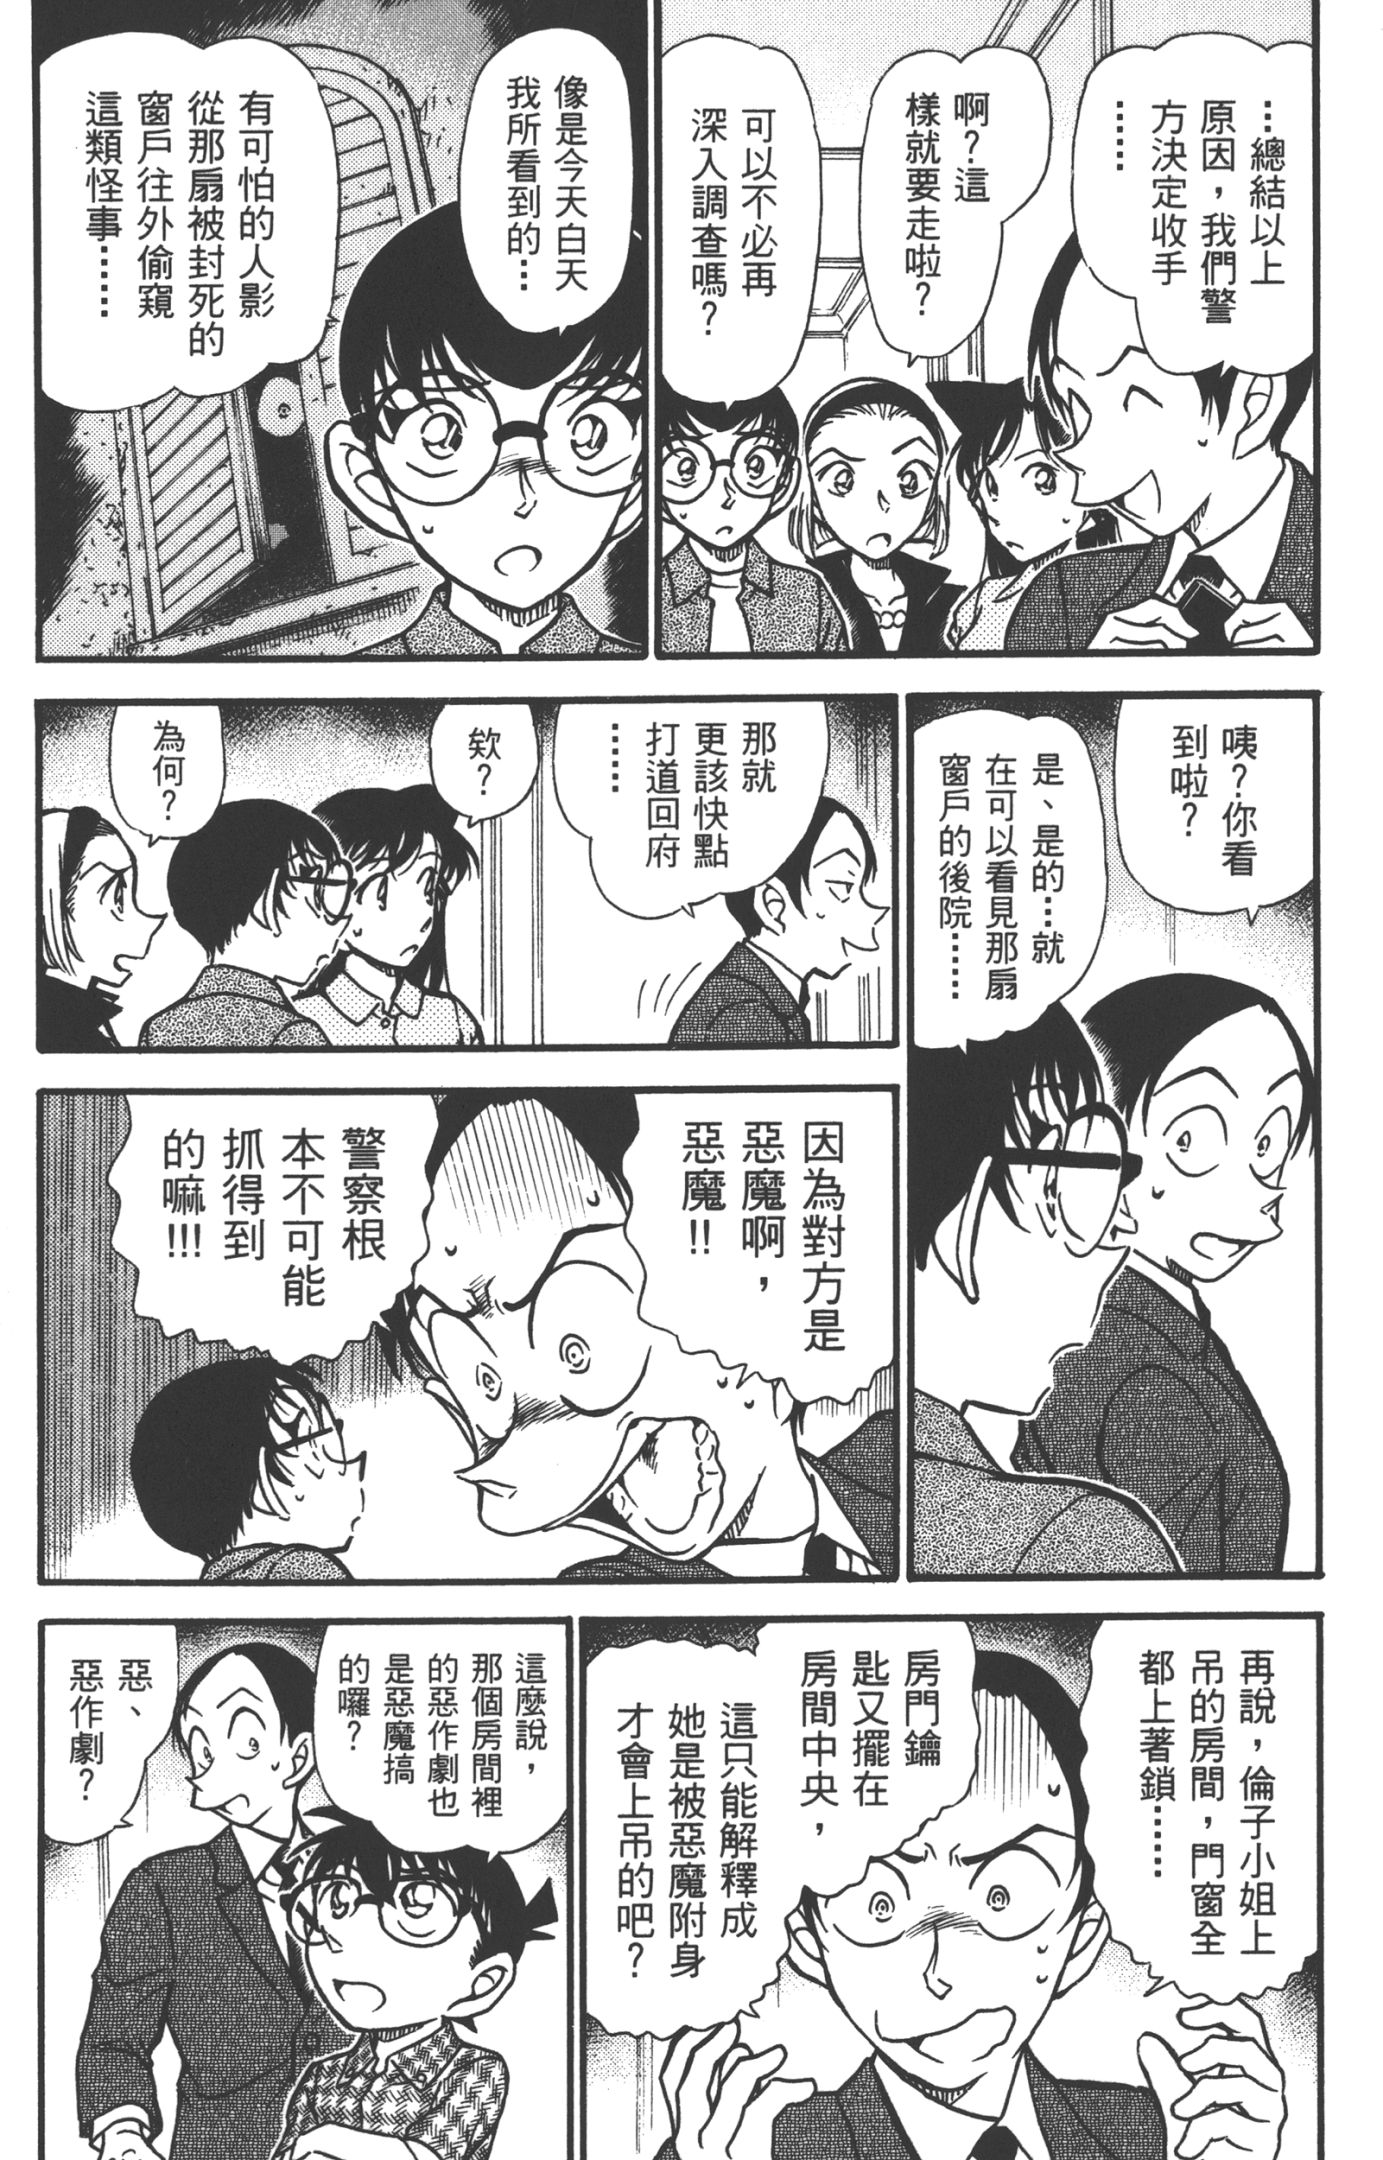 …總結以上
原因，我們警
方決定收手
……
啊？這
樣就要走啦？
可以不必再
深入調查嗎？
像是今天白天
我所看到的…
有可怕的人影
從那扇被封死的
窗戶往外偷窺
這類怪事……
咦？你看
到啦？
是、是的…就
在可以看見那扇
窗戶的後院……
那就
更該快點
打道回府
……
欸？
為何？
因為對方是
惡魔啊，
惡魔!!
警察根
本不可能
抓得到
的嘛!!!
再說，倫子小姐上
吊的房間，門窗全
都上著鎖……
房門鑰
匙又擺在
房間中央，
這只能解釋成
她是被惡魔附身
才會上吊的吧？
這麼說，
那個房間裡
的惡作劇也
是惡魔搞
的囉？
惡、
惡作劇？